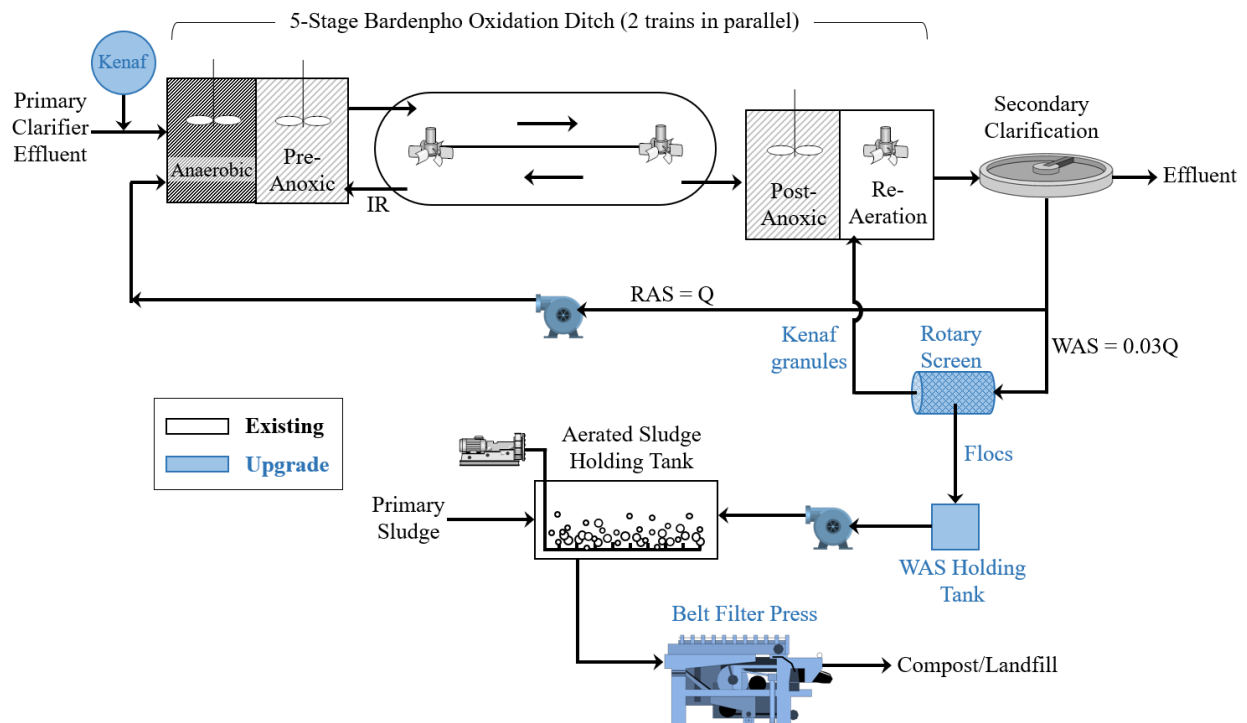 5-Stage Bardenpho Oxidation Ditch (2 trains in parallel)
Kenaf
Primary
Clarifier
Effluent
Anaerobic
Pre-
Anoxic
IR
Post-
Anoxic
Re-
Aeration
Secondary
Clarification
Effluent
RAS = Q
Kenaf
granules
Rotary
Screen
WAS = 0.03Q
Existing
Upgrade
Aerated Sludge
Holding Tank
Flocs
Primary
Sludge
WAS Holding
Tank
Belt Filter Press
Compost/Landfill